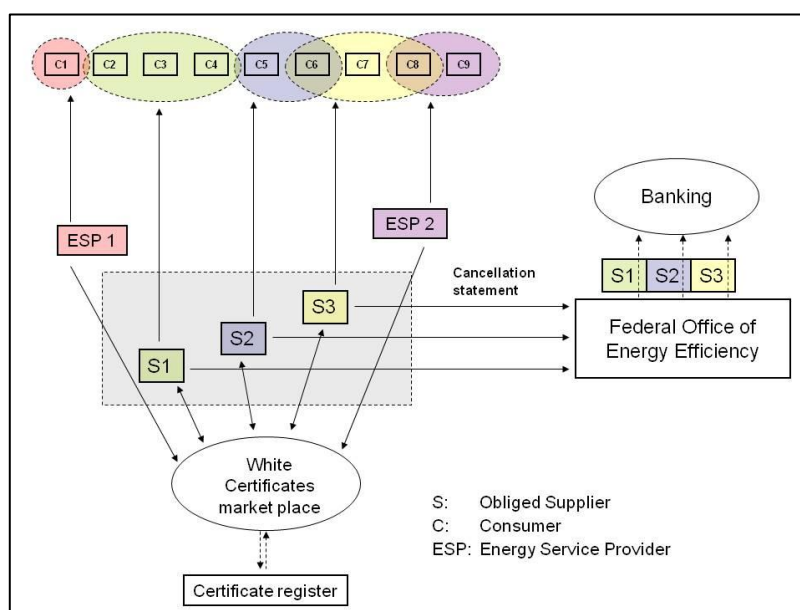 C1 C2 C3 C4 C5 C6 C7 C8 C9
Banking
ESP 1
ESP 2
S1 S2 S3
Cancellation
statement
S3
Federal Office of
Energy Efficiency
S2
S1
White
Certificates
market place
S: Obliged Supplier
C: Consumer
ESP: Energy Service Provider
Certificate register